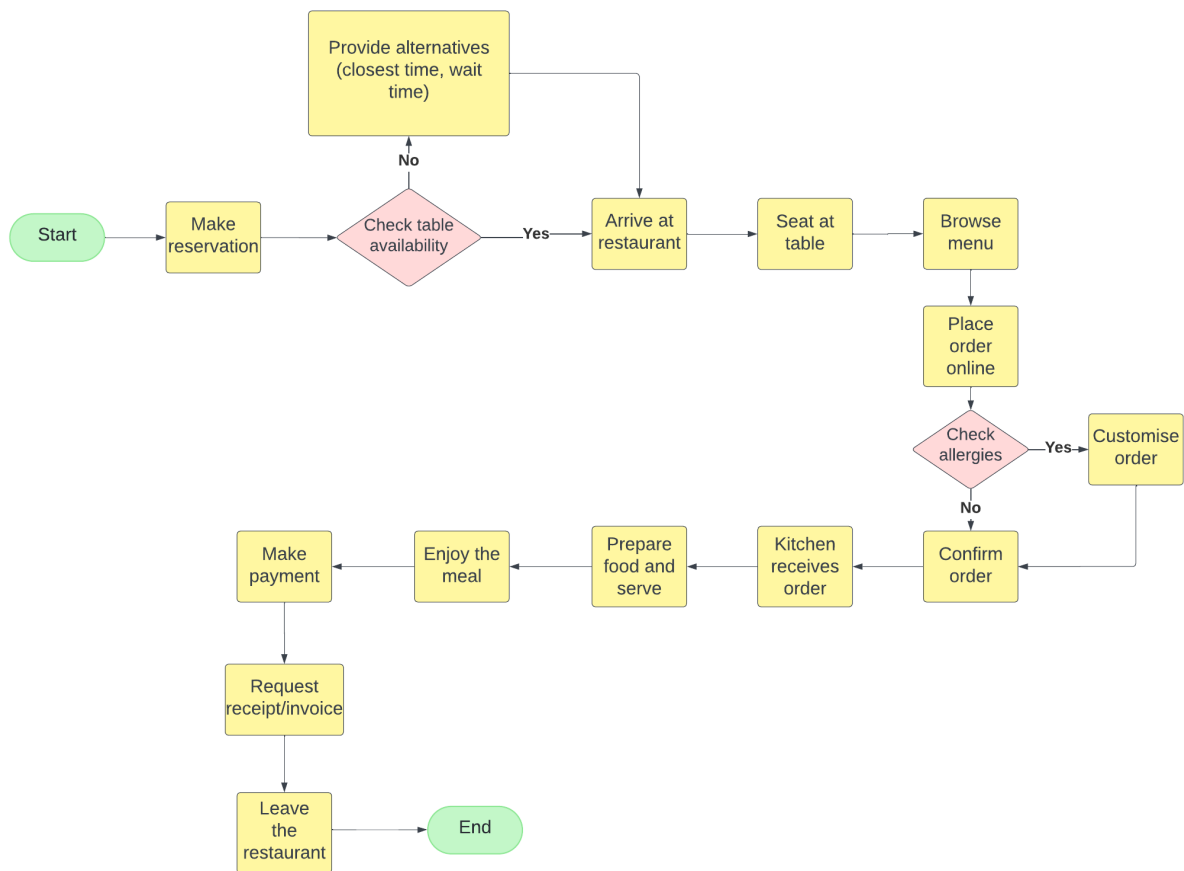 Provide alternatives
(closest time, wait
time)
No
Start
Make
reservation
Check table
availability
Yes
Arrive at
restaurant
Seat at
table
Browse
menu
Place
order
online
Check
allergies
Yes
Customise
order
No
Confirm
order
Kitchen
receives
order
Prepare
food and
serve
Enjoy the
meal
Make
payment
Request
receipt/invoice
Leave
the
restaurant
End